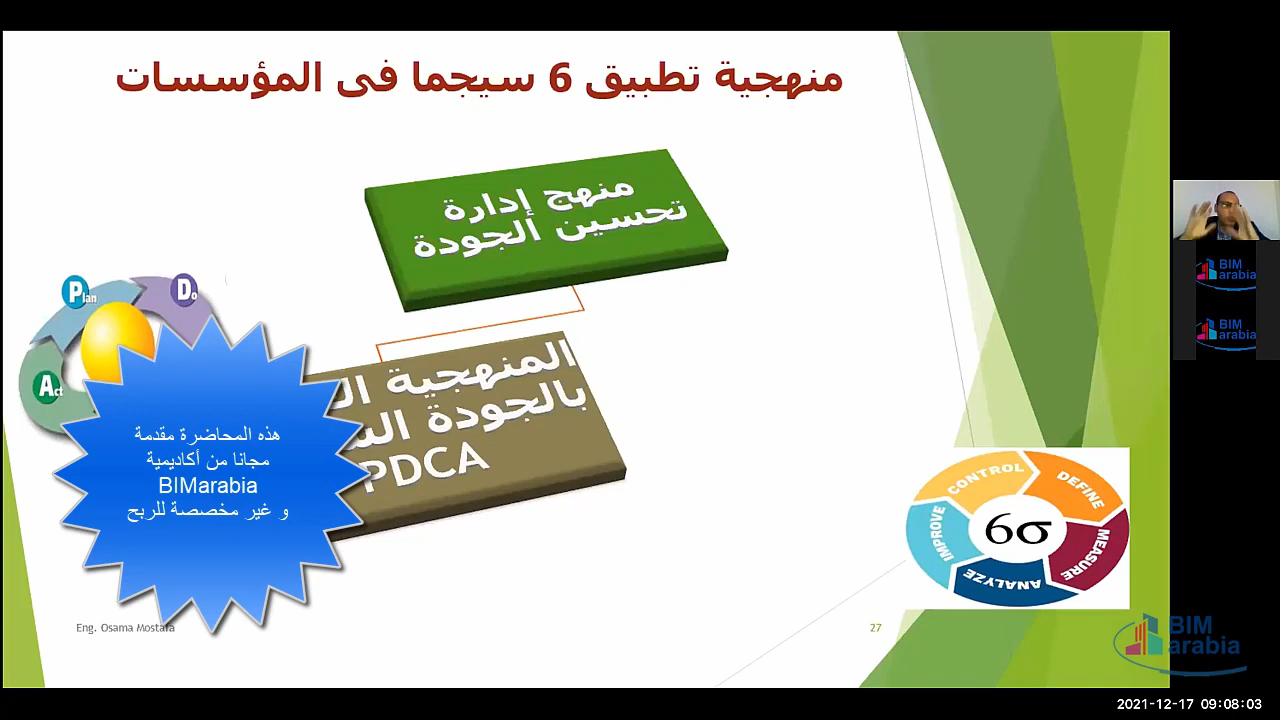 منهجية تطبيق 6 سيجما فى المؤسسات
منهج إدارة
تحسين الجودة
المنهجية
بالجودة
PDCA
Plan
Do
Act
هذه المحاضرة مقدمة
مجانا من أكاديمية
BIMarabia
و غير مخصصة للربح
CONTROL
DEFINE
MEASURE
ANALYZE
IMPROVE
6σ
Eng. Osama Mostafa
27
BIM
arabia
BIM
arabia
BIM
arabia
2021-12-17 09:08:03